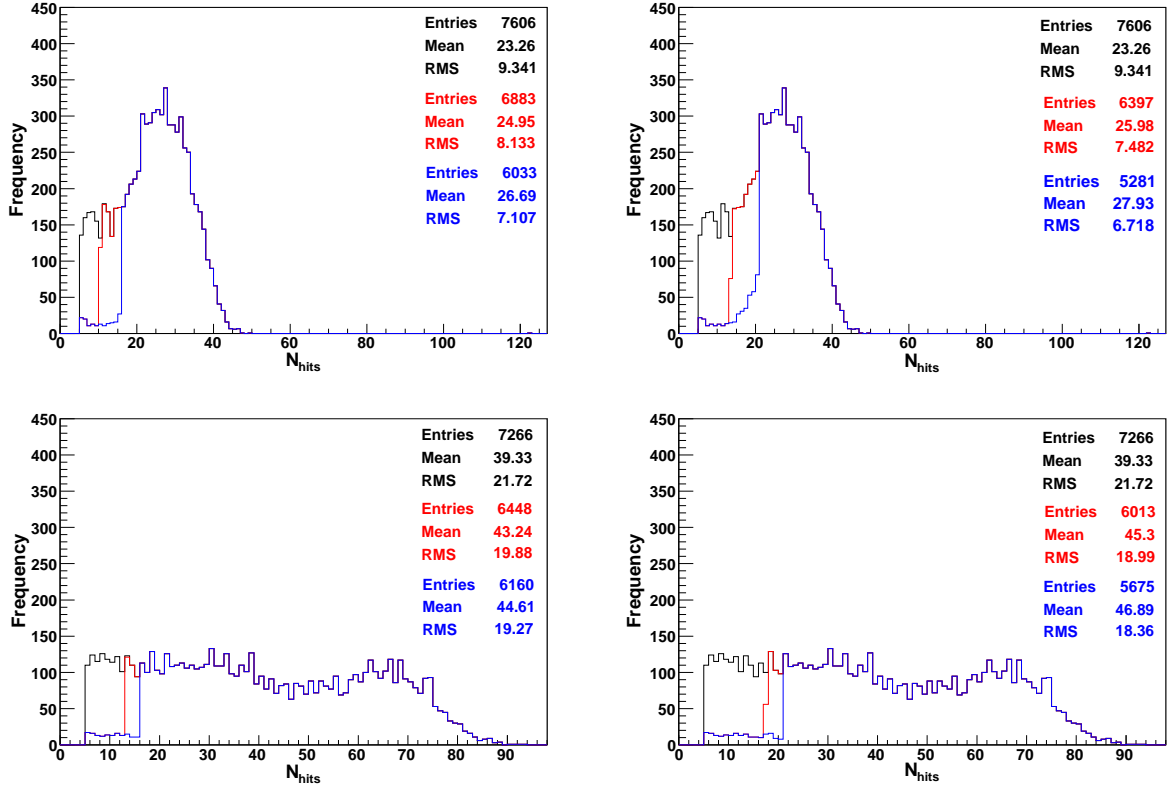 450
400
350
300
250
200
150
100
50
0
Frequency
Entries 7606
Mean 23.26
RMS 9.341
Entries 6883
Mean 24.95
RMS 8.133
Entries 6033
Mean 26.69
RMS 7.107
0 20 40 60 80 100 120
N_hits
450
400
350
300
250
200
150
100
50
0
Frequency
Entries 7606
Mean 23.26
RMS 9.341
Entries 6397
Mean 25.98
RMS 7.482
Entries 5281
Mean 27.93
RMS 6.718
0 20 40 60 80 100 120
N_hits
450
400
350
300
250
200
150
100
50
0
Frequency
Entries 7266
Mean 39.33
RMS 21.72
Entries 6448
Mean 43.24
RMS 19.88
Entries 6160
Mean 44.61
RMS 19.27
0 10 20 30 40 50 60 70 80 90
N_hits
450
400
350
300
250
200
150
100
50
0
Frequency
Entries 7266
Mean 39.33
RMS 21.72
Entries 6013
Mean 45.3
RMS 18.99
Entries 5675
Mean 46.89
RMS 18.36
0 10 20 30 40 50 60 70 80 90
N_hits